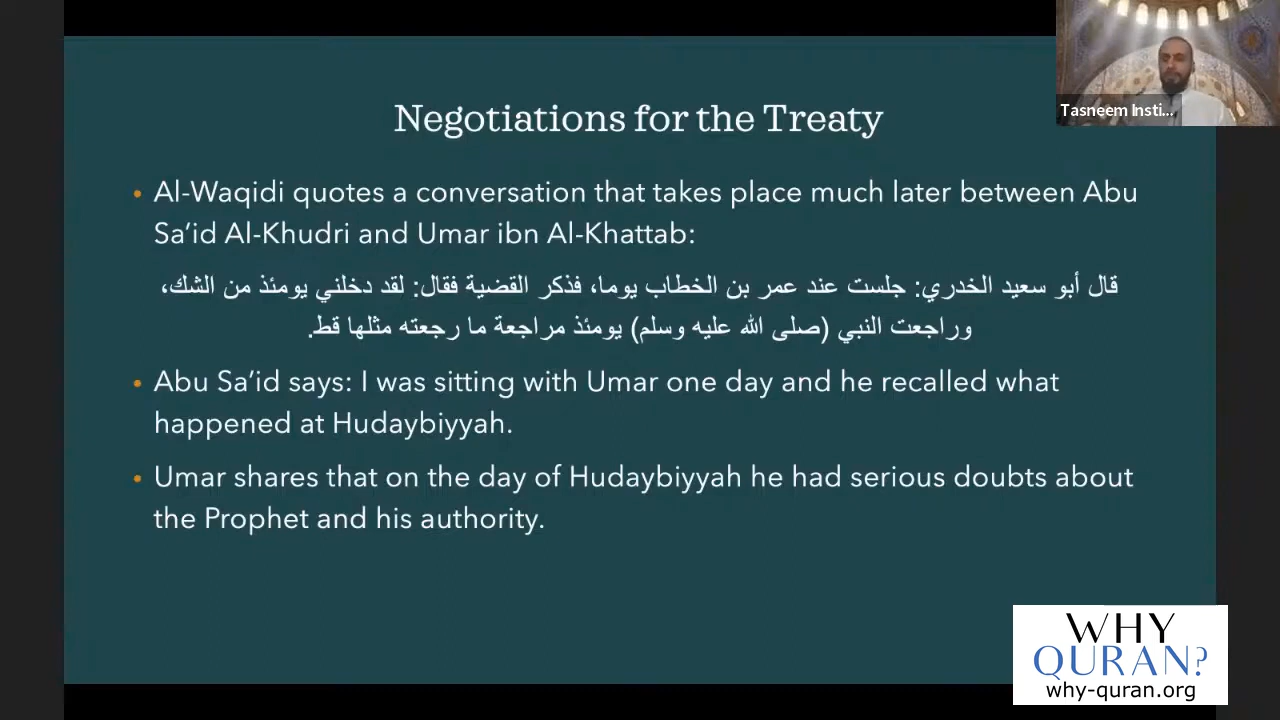 Tasneem Insti...
Negotiations for the Treaty
• Al-Waqidi quotes a conversation that takes place much later between Abu
Sa’id Al-Khudri and Umar ibn Al-Khattab:
قال أبو سعيد الخدري: جلست عند عمر بن الخطاب يوما، فذكر القضية فقال: لقد دخلني يومئذ من الشك،
وراجعت النبي (صلى الله عليه وسلم) يومئذ مراجعة ما رجعته مثلها قط.
• Abu Sa’id says: I was sitting with Umar one day and he recalled what
happened at Hudaybiyyah.
• Umar shares that on the day of Hudaybiyyah he had serious doubts about
the Prophet and his authority.
WHY
QURAN?
why-quran.org